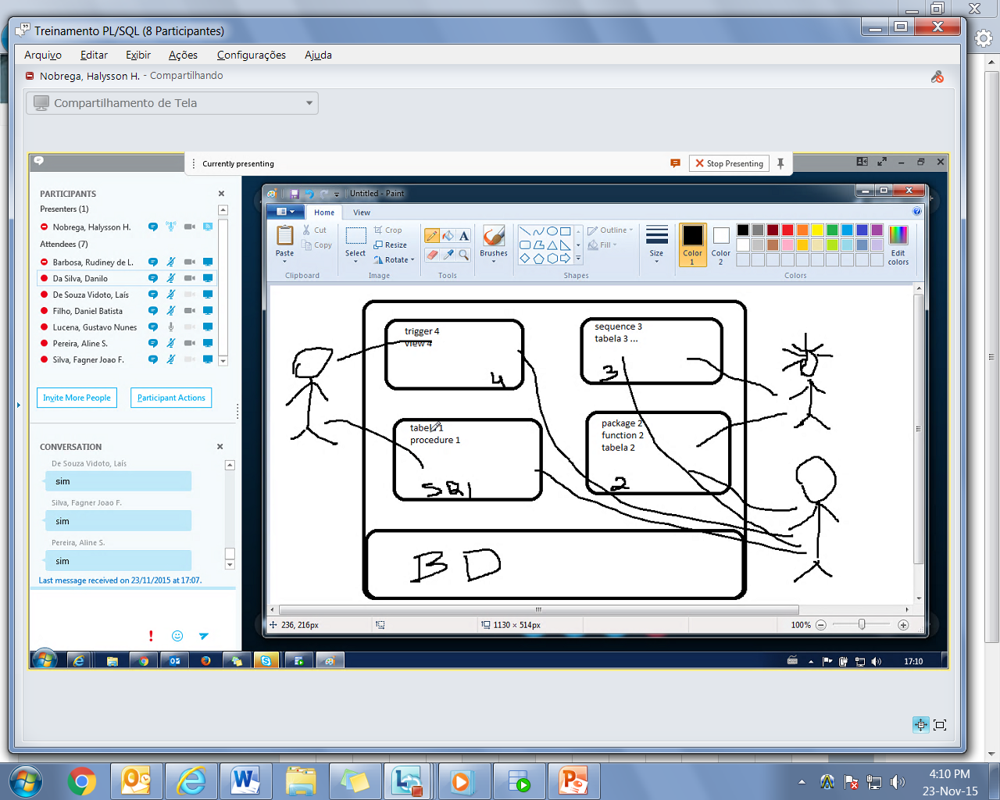 Treinamento PL/SQL (8 Participantes)
Arquivo Editar Exibir Ações Configurações Ajuda
Nobrega, Halysson H. - Compartilhando
Compartilhamento de Tela
Currently presenting
Stop Presenting
PARTICIPANTS
Presenters (1)
Nobrega, Halysson H.
Attendees (7)
Barbosa, Rudiney de L.
Da Silva, Danilo
De Souza Vidoto, Laís
Filho, Daniel Batista
Lucena, Gustavo Nunes
Pereira, Aline S.
Silva, Fagner Joao F.
Invite More People
Participant Actions
CONVERSATION
De Souza Vidoto, Laís
sim
Silva, Fagner Joao F.
sim
Pereira, Aline S.
sim
Last message received on 23/11/2015 at 17:07.
Untitled - Paint
Home View
Paste
Cut
Copy
Clipboard
Select
Crop
Resize
Rotate
Image
A
Tools
Brushes
Outline
Fill
Shapes
Size
Color 1
Color 2
Edit colors
Colors
trigger 4
view 4
4
sequence 3
tabela 3 ...
3
tabela 1
procedure 1
SQ1
package 2
function 2
tabela 2
2
BD
236, 216px
1130 × 514px
100%
17:10
4:10 PM
23-Nov-15